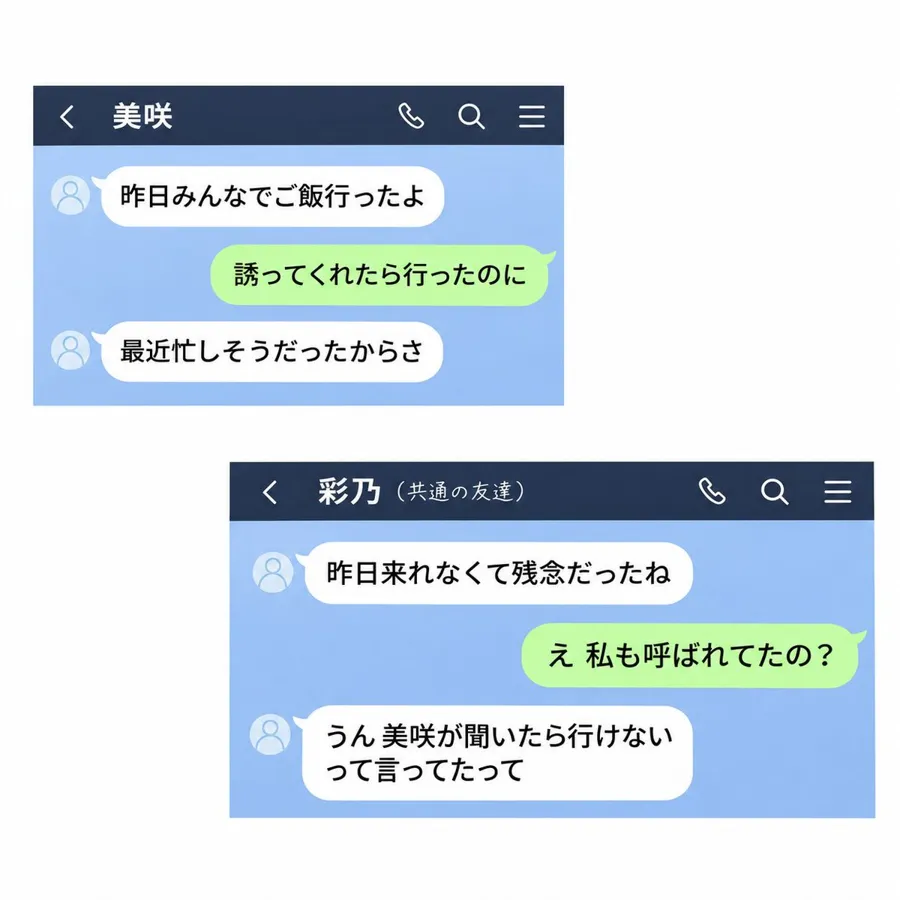 美咲
昨日みんなでご飯行ったよ
誘ってくれたら行ったのに
最近忙しそうだったからさ
彩乃（共通の友達）
昨日来れなくて残念だったね
え 私も呼ばれてたの？
うん 美咲が聞いたら行けない
って言ってたって